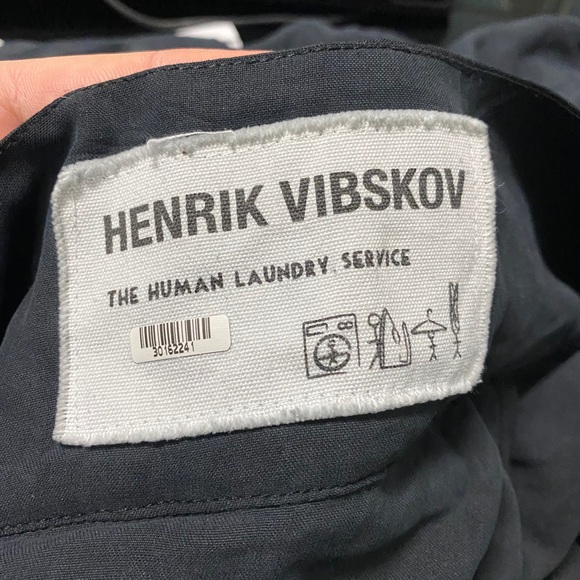 HENRIK VIBSKOV
THE HUMAN LAUNDRY SERVICE
30162241